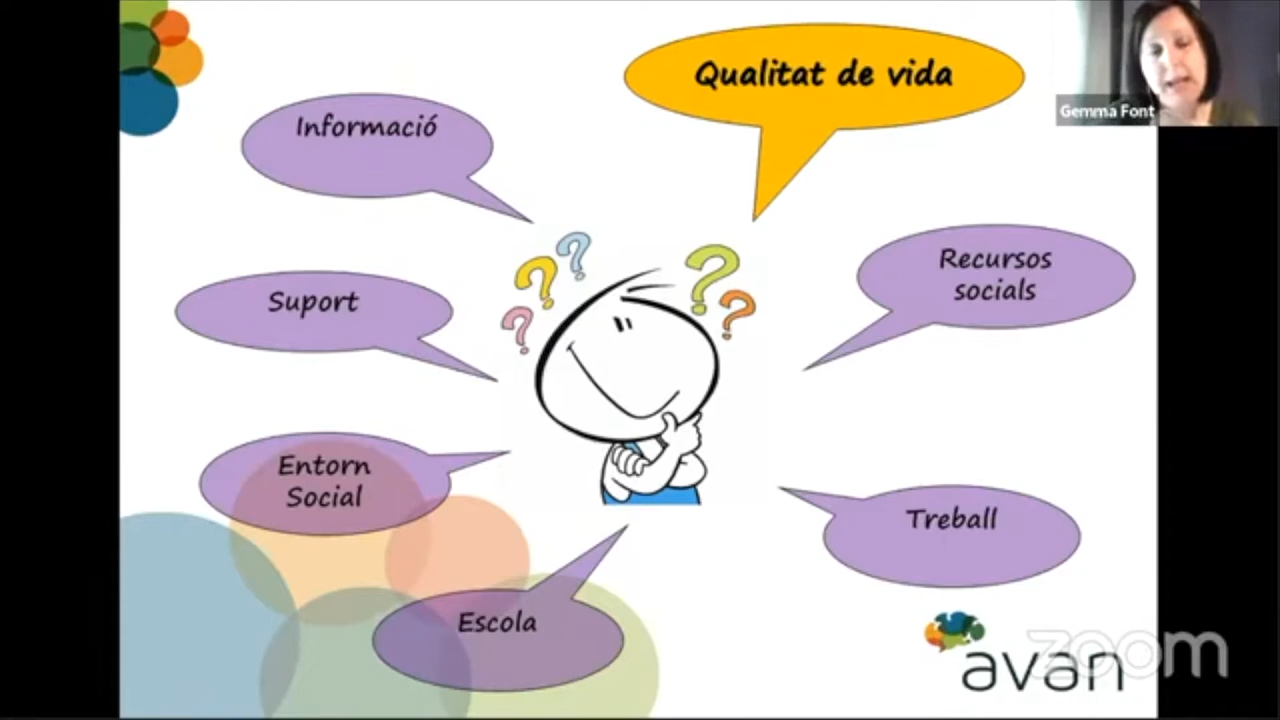 Qualitat de vida
Gemma Font
Informació
Recursos
socials
Suport
Entorn
Social
Treball
Escola
avan
zoom